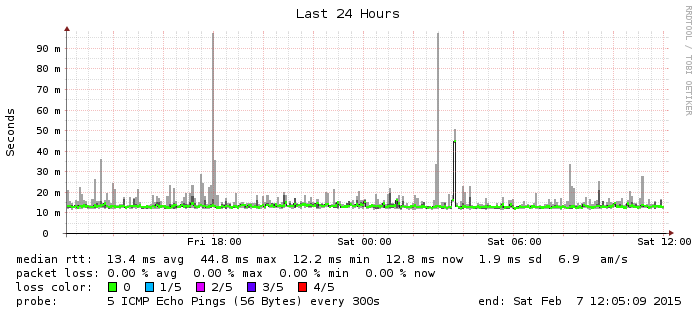 Last 24 Hours
RRDTOOL / TOBI OETIKER
Seconds
90 m
80 m
70 m
60 m
50 m
40 m
30 m
20 m
10 m
0
Fri 18:00 Sat 00:00 Sat 06:00 Sat 12:00
median rtt: 13.4 ms avg 44.8 ms max 12.2 ms min 12.8 ms now 1.9 ms sd 6.9 am/s
packet loss: 0.00 % avg 0.00 % max 0.00 % min 0.00 % now
loss color: 0 1/5 2/5 3/5 4/5
probe: 5 ICMP Echo Pings (56 Bytes) every 300s end: Sat Feb 7 12:05:09 2015